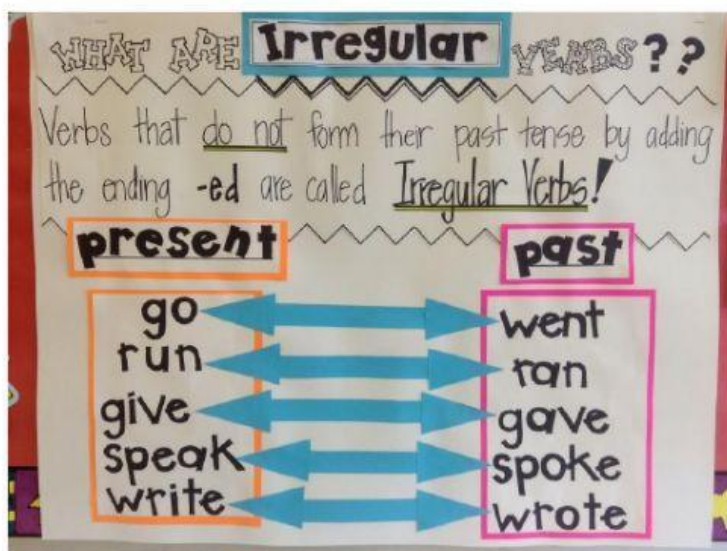 WHAT ARE Irregular VERBS??
Verbs that do not form their past tense by adding
the ending -ed are called Irregular Verbs!
present past
go went
run ran
give gave
speak spoke
write wrote